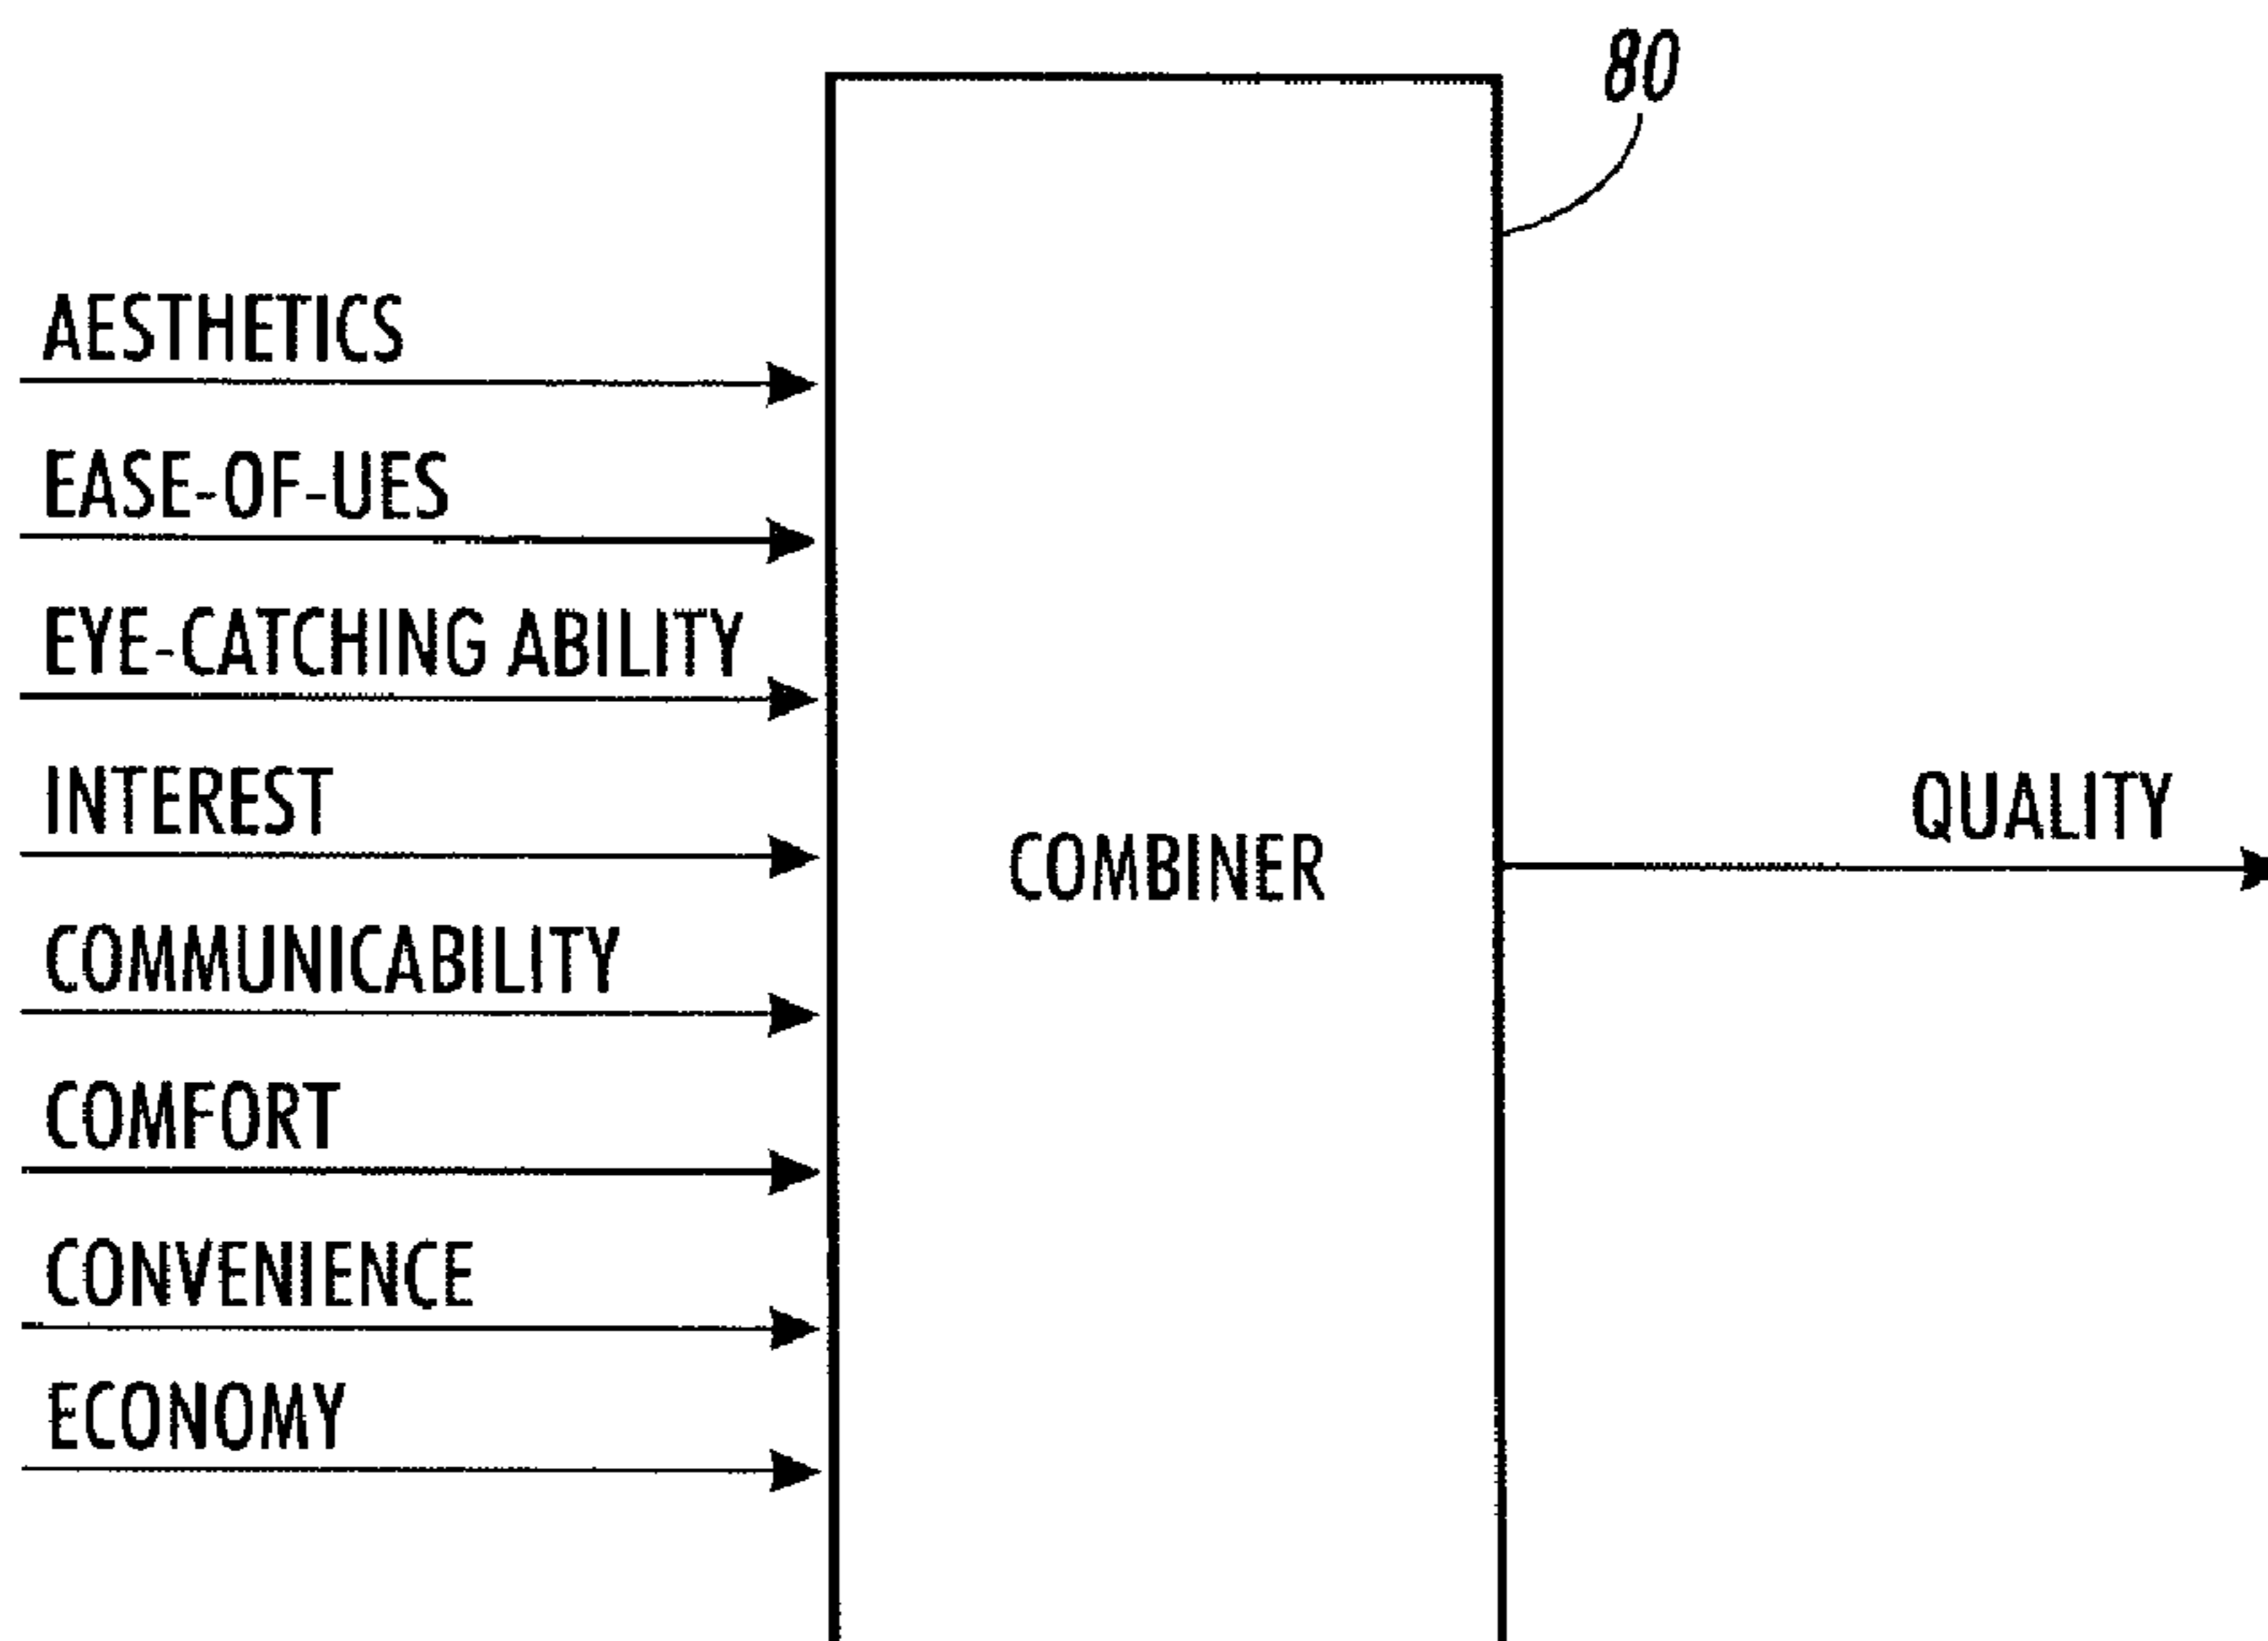 80
AESTHETICS
EASE-OF-UES
EYE-CATCHING ABILITY
INTEREST
QUALITY
COMBINER
COMMUNICABILITY
COMFORT
CONVENIENCE
ECONOMY